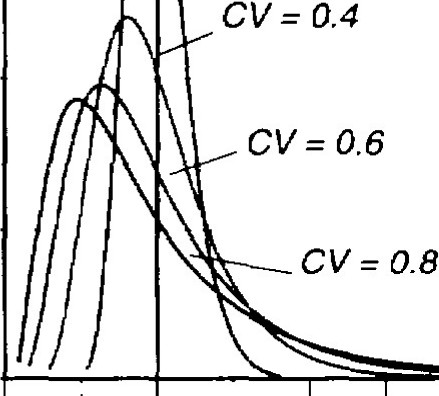 CV = 0.4
CV = 0.6
CV = 0.8